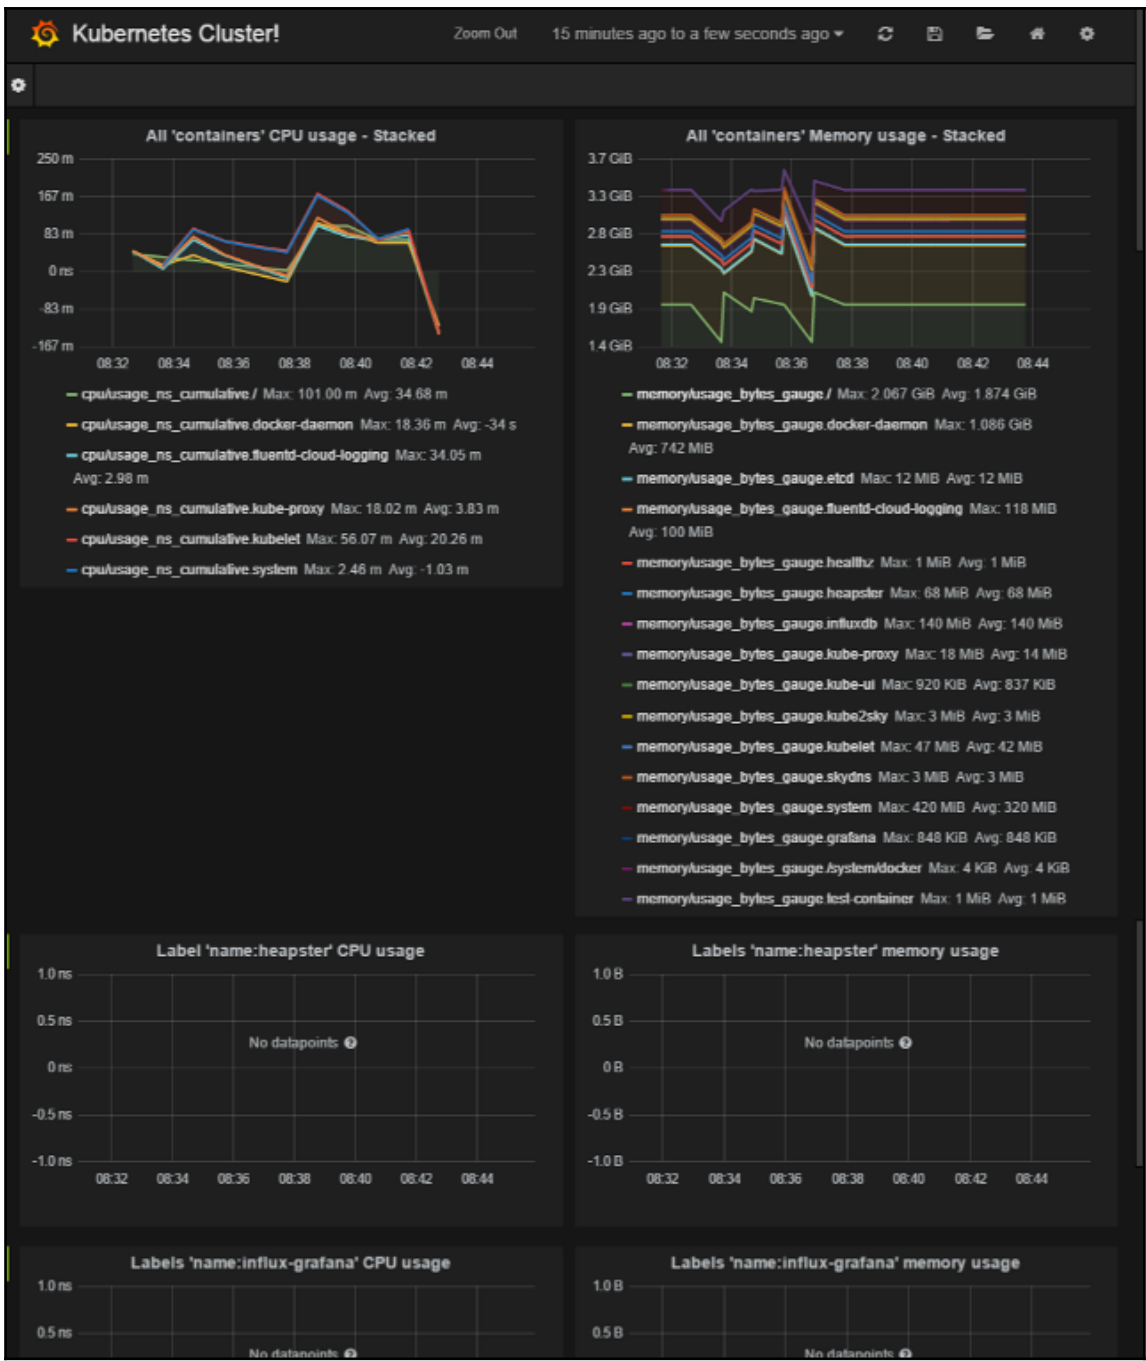 Kubernetes Cluster!
Zoom Out
15 minutes ago to a few seconds ago
All 'containers' CPU usage - Stacked
250 m
167 m
83 m
0 ns
-83 m
-167 m
08:32 08:34 08:36 08:38 08:40 08:42 08:44
cpu/usage_ns_cumulative./ Max: 101.00 m Avg: 34.68 m
cpu/usage_ns_cumulative.docker-daemon Max: 18.36 m Avg: -34 s
cpu/usage_ns_cumulative.fluentd-cloud-logging Max: 34.05 m
Avg: 2.98 m
cpu/usage_ns_cumulative.kube-proxy Max: 18.02 m Avg: 3.83 m
cpu/usage_ns_cumulative.kubelet Max: 56.07 m Avg: 20.26 m
cpu/usage_ns_cumulative.system Max: 2.46 m Avg: -1.03 m
All 'containers' Memory usage - Stacked
3.7 GiB
3.3 GiB
2.8 GiB
2.3 GiB
1.9 GiB
1.4 GiB
08:32 08:34 08:36 08:38 08:40 08:42 08:44
memory/usage_bytes_gauge./ Max: 2.067 GiB Avg: 1.874 GiB
memory/usage_bytes_gauge.docker-daemon Max: 1.086 GiB
Avg: 742 MiB
memory/usage_bytes_gauge.etcd Max: 12 MiB Avg: 12 MiB
memory/usage_bytes_gauge.fluentd-cloud-logging Max: 118 MiB
Avg: 100 MiB
memory/usage_bytes_gauge.healthz Max: 1 MiB Avg: 1 MiB
memory/usage_bytes_gauge.heapster Max: 68 MiB Avg: 68 MiB
memory/usage_bytes_gauge.influxdb Max: 140 MiB Avg: 140 MiB
memory/usage_bytes_gauge.kube-proxy Max: 18 MiB Avg: 14 MiB
memory/usage_bytes_gauge.kube-ui Max: 920 KiB Avg: 837 KiB
memory/usage_bytes_gauge.kube2sky Max: 3 MiB Avg: 3 MiB
memory/usage_bytes_gauge.kubelet Max: 47 MiB Avg: 42 MiB
memory/usage_bytes_gauge.skydns Max: 3 MiB Avg: 3 MiB
memory/usage_bytes_gauge.system Max: 420 MiB Avg: 320 MiB
memory/usage_bytes_gauge.grafana Max: 848 KiB Avg: 848 KiB
memory/usage_bytes_gauge./system/docker Max: 4 KiB Avg: 4 KiB
memory/usage_bytes_gauge.test-container Max: 1 MiB Avg: 1 MiB
Label 'name:heapster' CPU usage
1.0 ns
0.5 ns
No datapoints
0 ns
-0.5 ns
-1.0 ns
08:32 08:34 08:36 08:38 08:40 08:42 08:44
Labels 'name:heapster' memory usage
1.0 B
0.5 B
No datapoints
0 B
-0.5 B
-1.0 B
08:32 08:34 08:36 08:38 08:40 08:42 08:44
Labels 'name:influx-grafana' CPU usage
1.0 ns
0.5 ns
No datapoints
Labels 'name:influx-grafana' memory usage
1.0 B
0.5 B
No datapoints